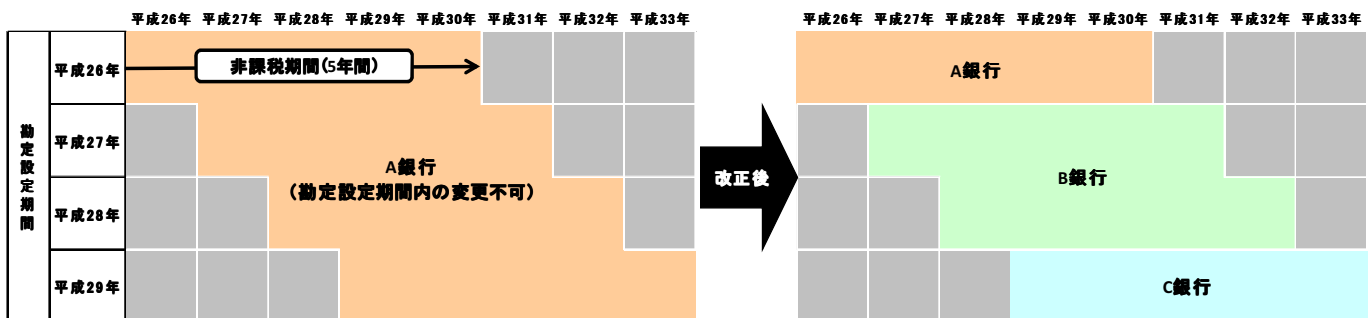 平成26年 平成27年 平成28年 平成29年 平成30年 平成31年 平成32年 平成33年
平成26年 平成27年 平成28年 平成29年 平成30年 平成31年 平成32年 平成33年
勘定設定期間
平成26年
非課税期間(5年間)
平成27年
平成28年
平成29年
A銀行
(勘定設定期間内の変更不可)
改正後
A銀行
B銀行
C銀行